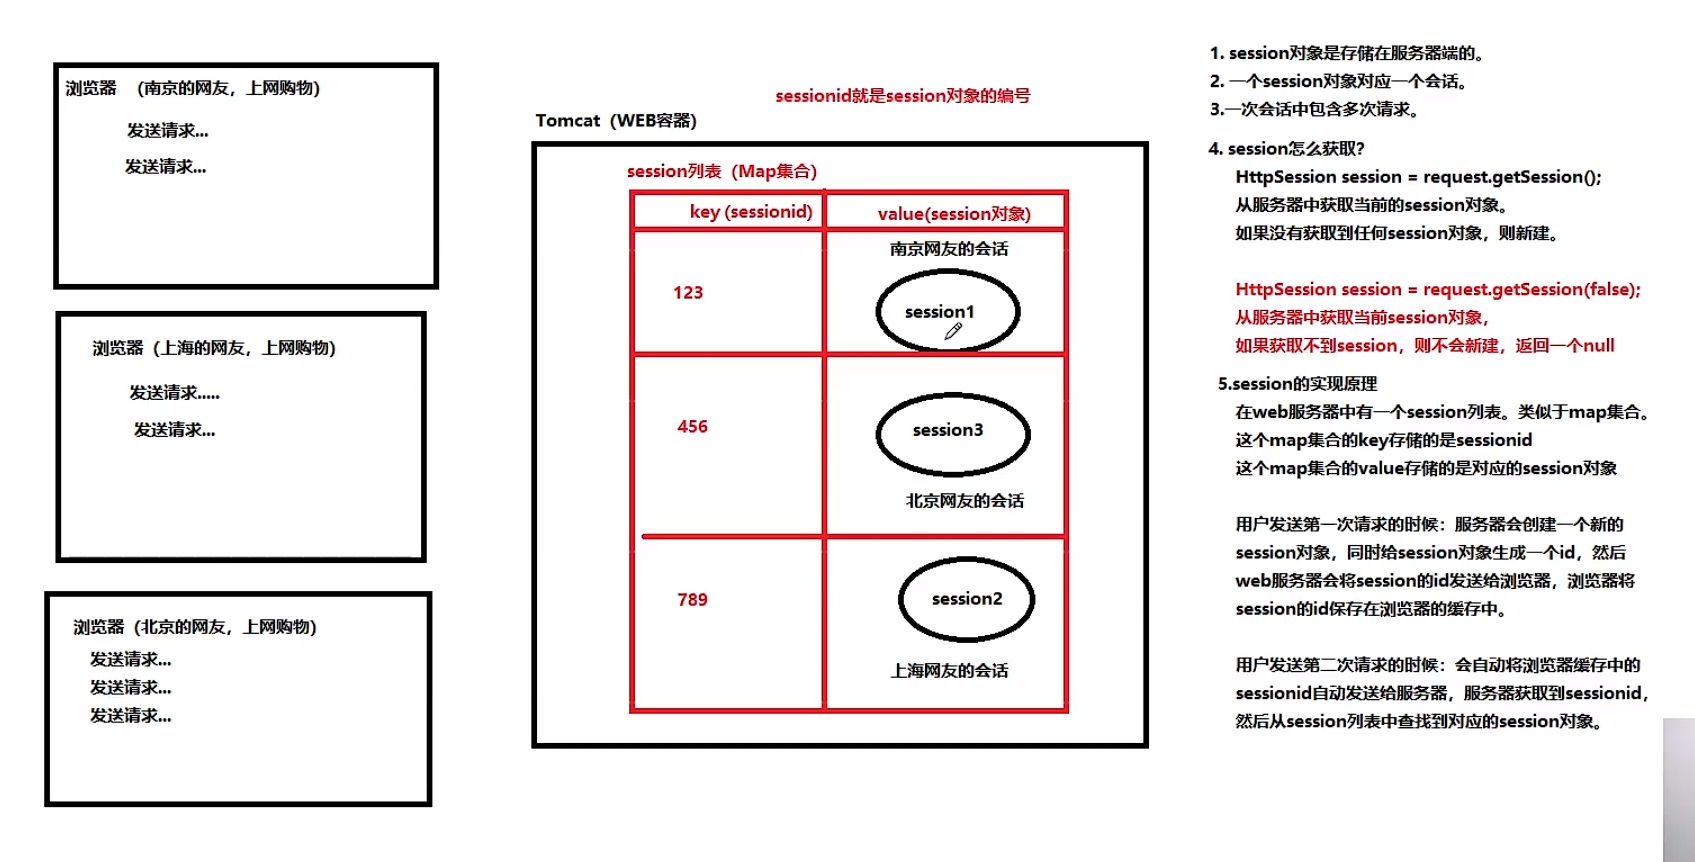 浏览器 （南京的网友，上网购物）
发送请求...
发送请求...
浏览器（上海的网友，上网购物）
发送请求.....
发送请求...
浏览器（北京的网友，上网购物）
发送请求...
发送请求...
发送请求...
sessionid就是session对象的编号
Tomcat（WEB容器）
session列表（Map集合）
key (sessionid)
value(session对象)
南京网友的会话
123
session1
456
session3
北京网友的会话
789
session2
上海网友的会话
1. session对象是存储在服务器端的。
2. 一个session对象对应一个会话。
3.一次会话中包含多次请求。
4. session怎么获取？
HttpSession session = request.getSession();
从服务器中获取当前的session对象。
如果没有获取到任何session对象，则新建。
HttpSession session = request.getSession(false);
从服务器中获取当前session对象，
如果获取不到session，则不会新建，返回一个null
5.session的实现原理
在web服务器中有一个session列表。类似于map集合。
这个map集合的key存储的是sessionid
这个map集合的value存储的是对应的session对象
用户发送第一次请求的时候：服务器会创建一个新的
session对象，同时给session对象生成一个id，然后
web服务器会将session的id发送给浏览器，浏览器将
session的id保存在浏览器的缓存中。
用户发送第二次请求的时候：会自动将浏览器缓存中的
sessionid自动发送给服务器，服务器获取到sessionid，
然后从session列表中查找到对应的session对象。